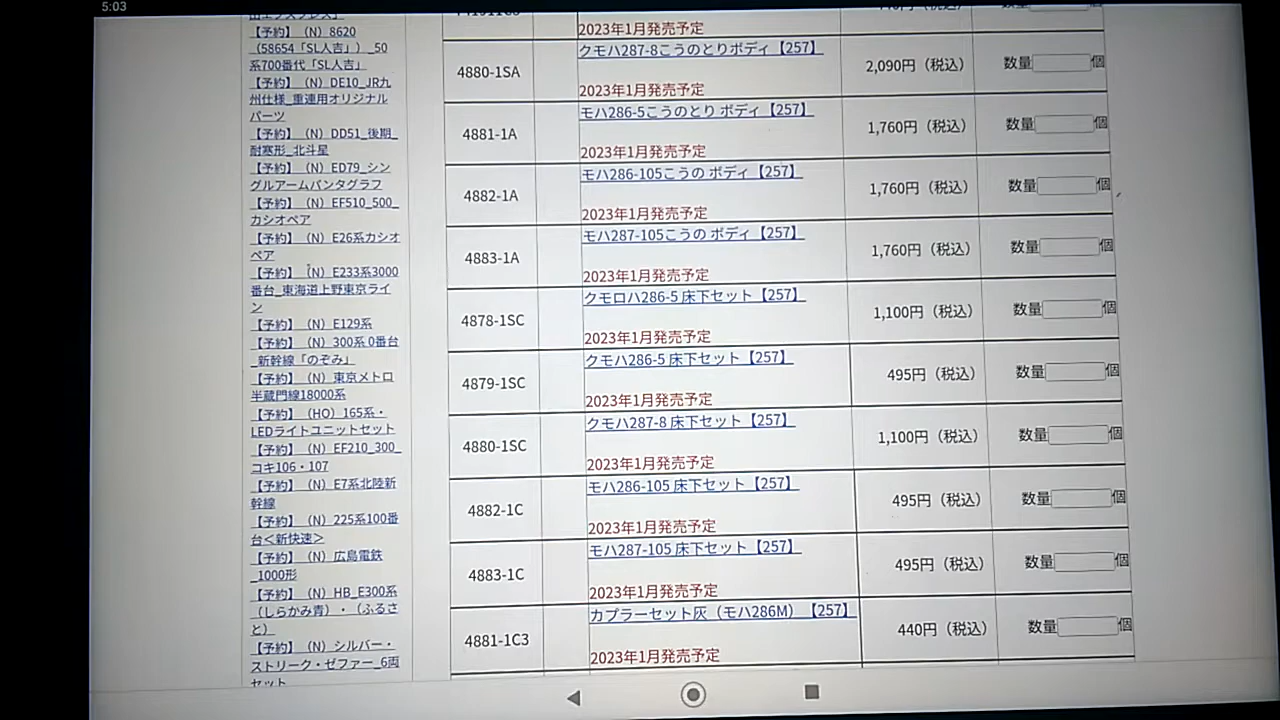 5:03
【予約】（N）8620
（58654「SL人吉」）_50
系700番代「SL人吉」
【予約】（N）DE10_JR九
州仕様_重連用オリジナル
パーツ
【予約】（N）DD51_後期_
耐寒形_北斗星
【予約】（N）ED79_シン
グルアームパンタグラフ
【予約】（N）EF510_500_
カシオペア
【予約】（N）E26系カシオ
ペア
【予約】（N）E233系3000
番台_東海道上野東京ライ
ン
【予約】（N）E129系
【予約】（N）300系 0番台
_新幹線「のぞみ」
【予約】（N）東京メトロ
半蔵門線18000系
【予約】（HO）165系・
LEDライトユニットセット
【予約】（N）EF210_300_
コキ106・107
【予約】（N）E7系北陸新
幹線
【予約】（N）225系100番
台＜新快速＞
【予約】（N）広島電鉄
_1000形
【予約】（N）HB_E300系
（しらかみ青）・（ふるさ
と）
【予約】（N）シルバー・
ストリーク・ゼファー_6両
セット
2023年1月発売予定
4880-1SA クモハ287-8こうのとりボディ【257】 2,090円（税込） 数量 個
2023年1月発売予定
4881-1A モハ286-5こうのとり ボディ【257】 1,760円（税込） 数量 個
2023年1月発売予定
4882-1A モハ286-105こうの ボディ【257】 1,760円（税込） 数量 個
2023年1月発売予定
4883-1A モハ287-105こうの ボディ【257】 1,760円（税込） 数量 個
2023年1月発売予定
4878-1SC クモロハ286-5 床下セット【257】 1,100円（税込） 数量 個
2023年1月発売予定
4879-1SC クモハ286-5 床下セット【257】 495円（税込） 数量 個
2023年1月発売予定
4880-1SC クモハ287-8 床下セット【257】 1,100円（税込） 数量 個
2023年1月発売予定
4882-1C モハ286-105 床下セット【257】 495円（税込） 数量 個
2023年1月発売予定
4883-1C モハ287-105 床下セット【257】 495円（税込） 数量 個
2023年1月発売予定
4881-1C3 カプラーセット灰（モハ286M）【257】 440円（税込） 数量 個
2023年1月発売予定